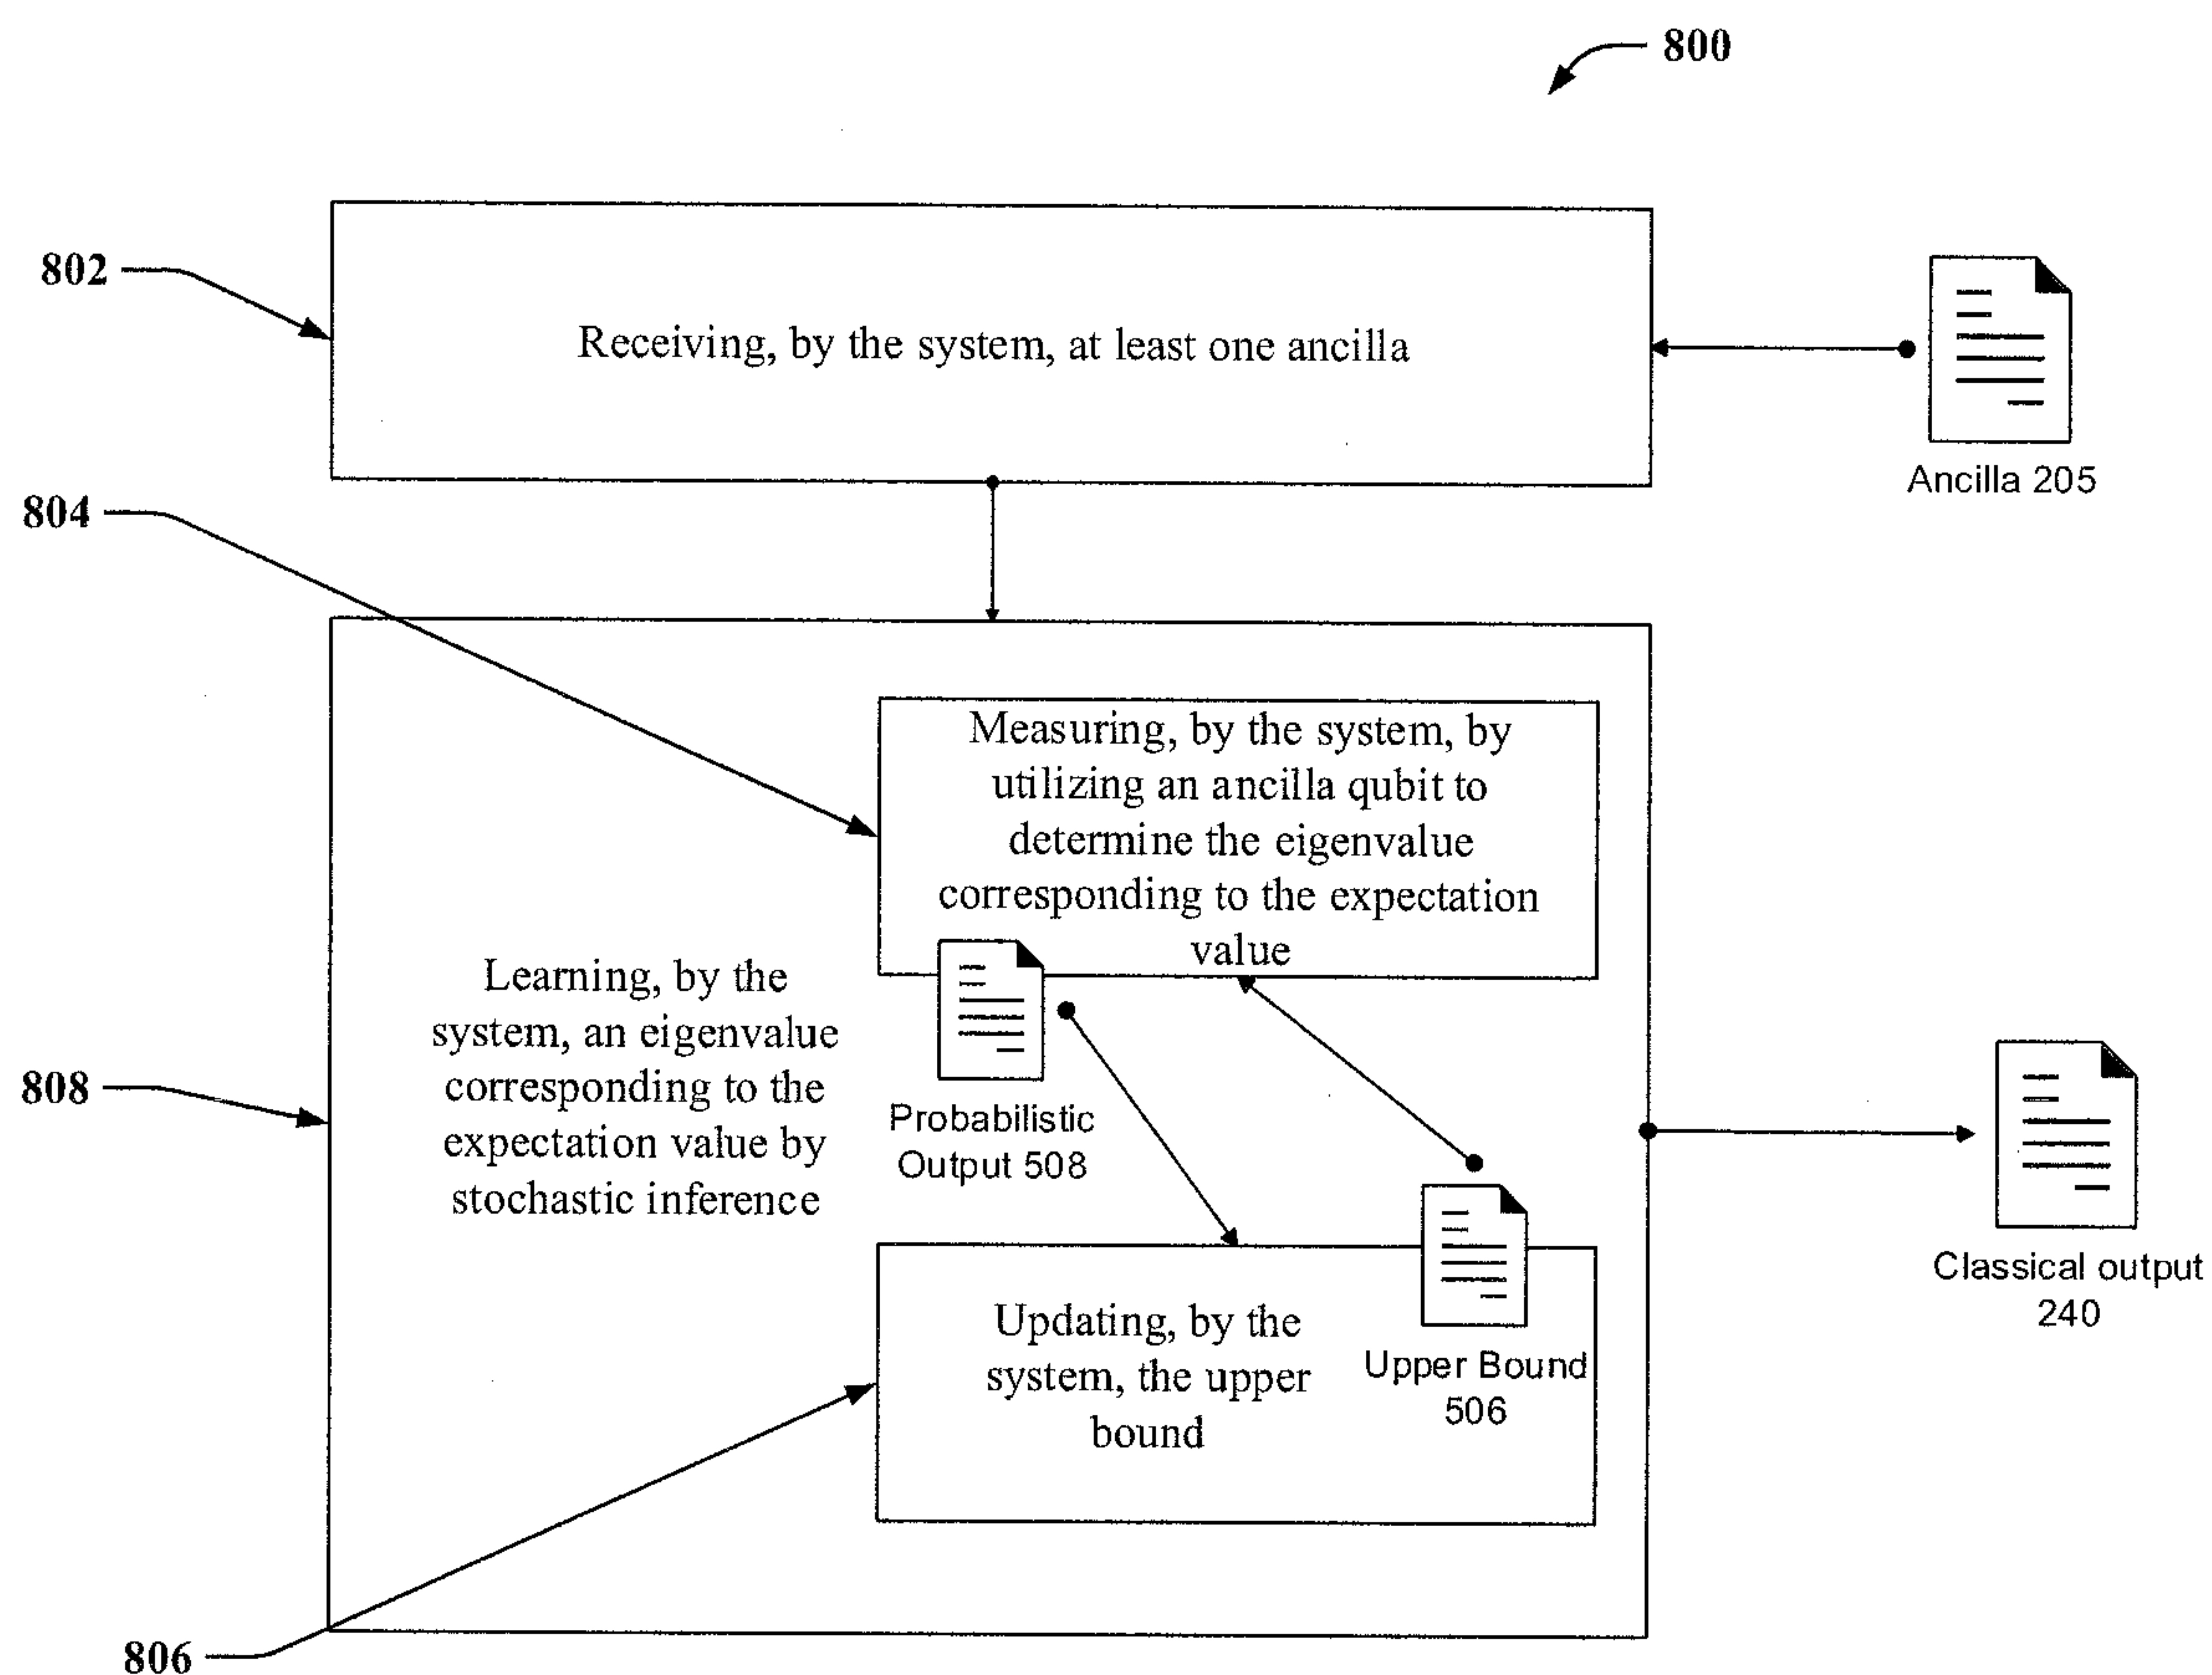 800
802
Receiving, by the system, at least one ancilla
Ancilla 205
804
Measuring, by the system, by
utilizing an ancilla qubit to
determine the eigenvalue
corresponding to the expectation
value
Learning, by the
system, an eigenvalue
corresponding to the
expectation value by
stochastic inference
808
Probabilistic
Output 508
Classical output
240
Updating, by the
system, the upper
bound
Upper Bound
506
806